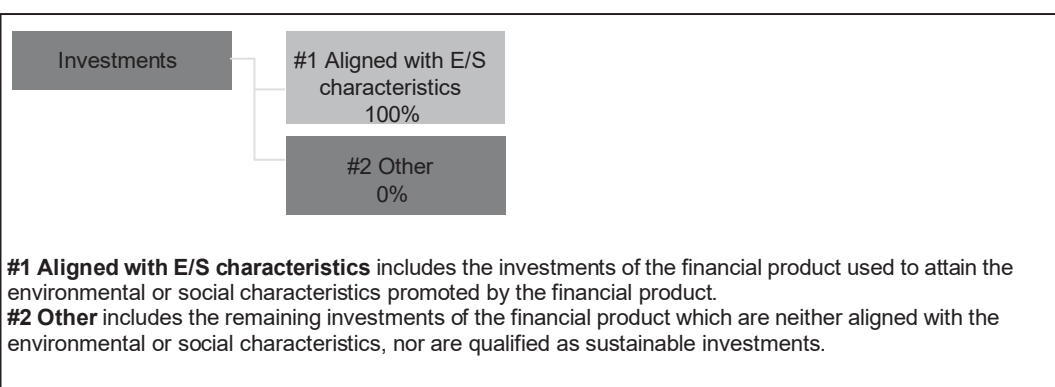 Investments
#1 Aligned with E/S
characteristics
100%
#2 Other
0%
#1 Aligned with E/S characteristics includes the investments of the financial product used to attain the
environmental or social characteristics promoted by the financial product.
#2 Other includes the remaining investments of the financial product which are neither aligned with the
environmental or social characteristics, nor are qualified as sustainable investments.